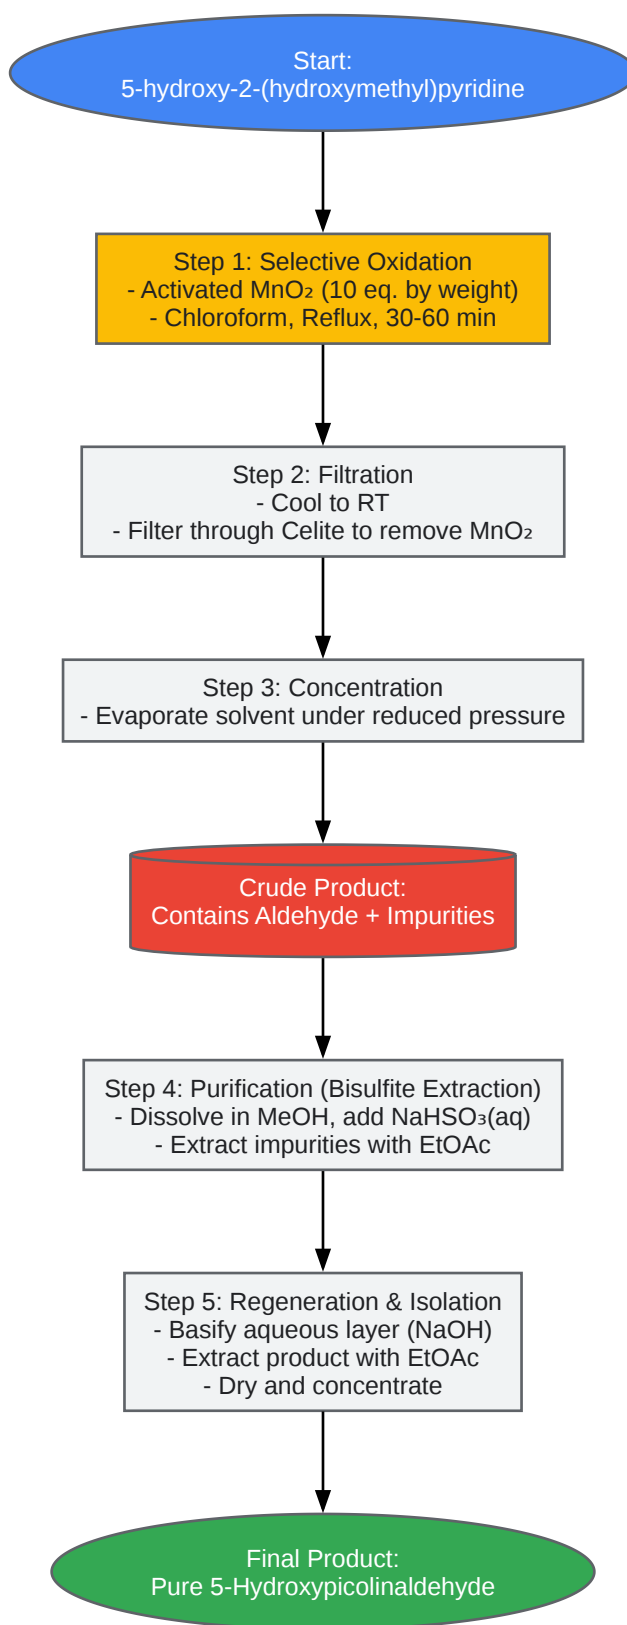 Start:
5-hydroxy-2-(hydroxymethyl)pyridine
Step 1: Selective Oxidation
- Activated MnO₂ (10 eq. by weight)
- Chloroform, Reflux, 30-60 min
Step 2: Filtration
- Cool to RT
- Filter through Celite to remove MnO₂
Step 3: Concentration
- Evaporate solvent under reduced pressure
Crude Product:
Contains Aldehyde + Impurities
Step 4: Purification (Bisulfite Extraction)
- Dissolve in MeOH, add NaHSO₃(aq)
- Extract impurities with EtOAc
Step 5: Regeneration & Isolation
- Basify aqueous layer (NaOH)
- Extract product with EtOAc
- Dry and concentrate
Final Product:
Pure 5-Hydroxypicolinaldehyde